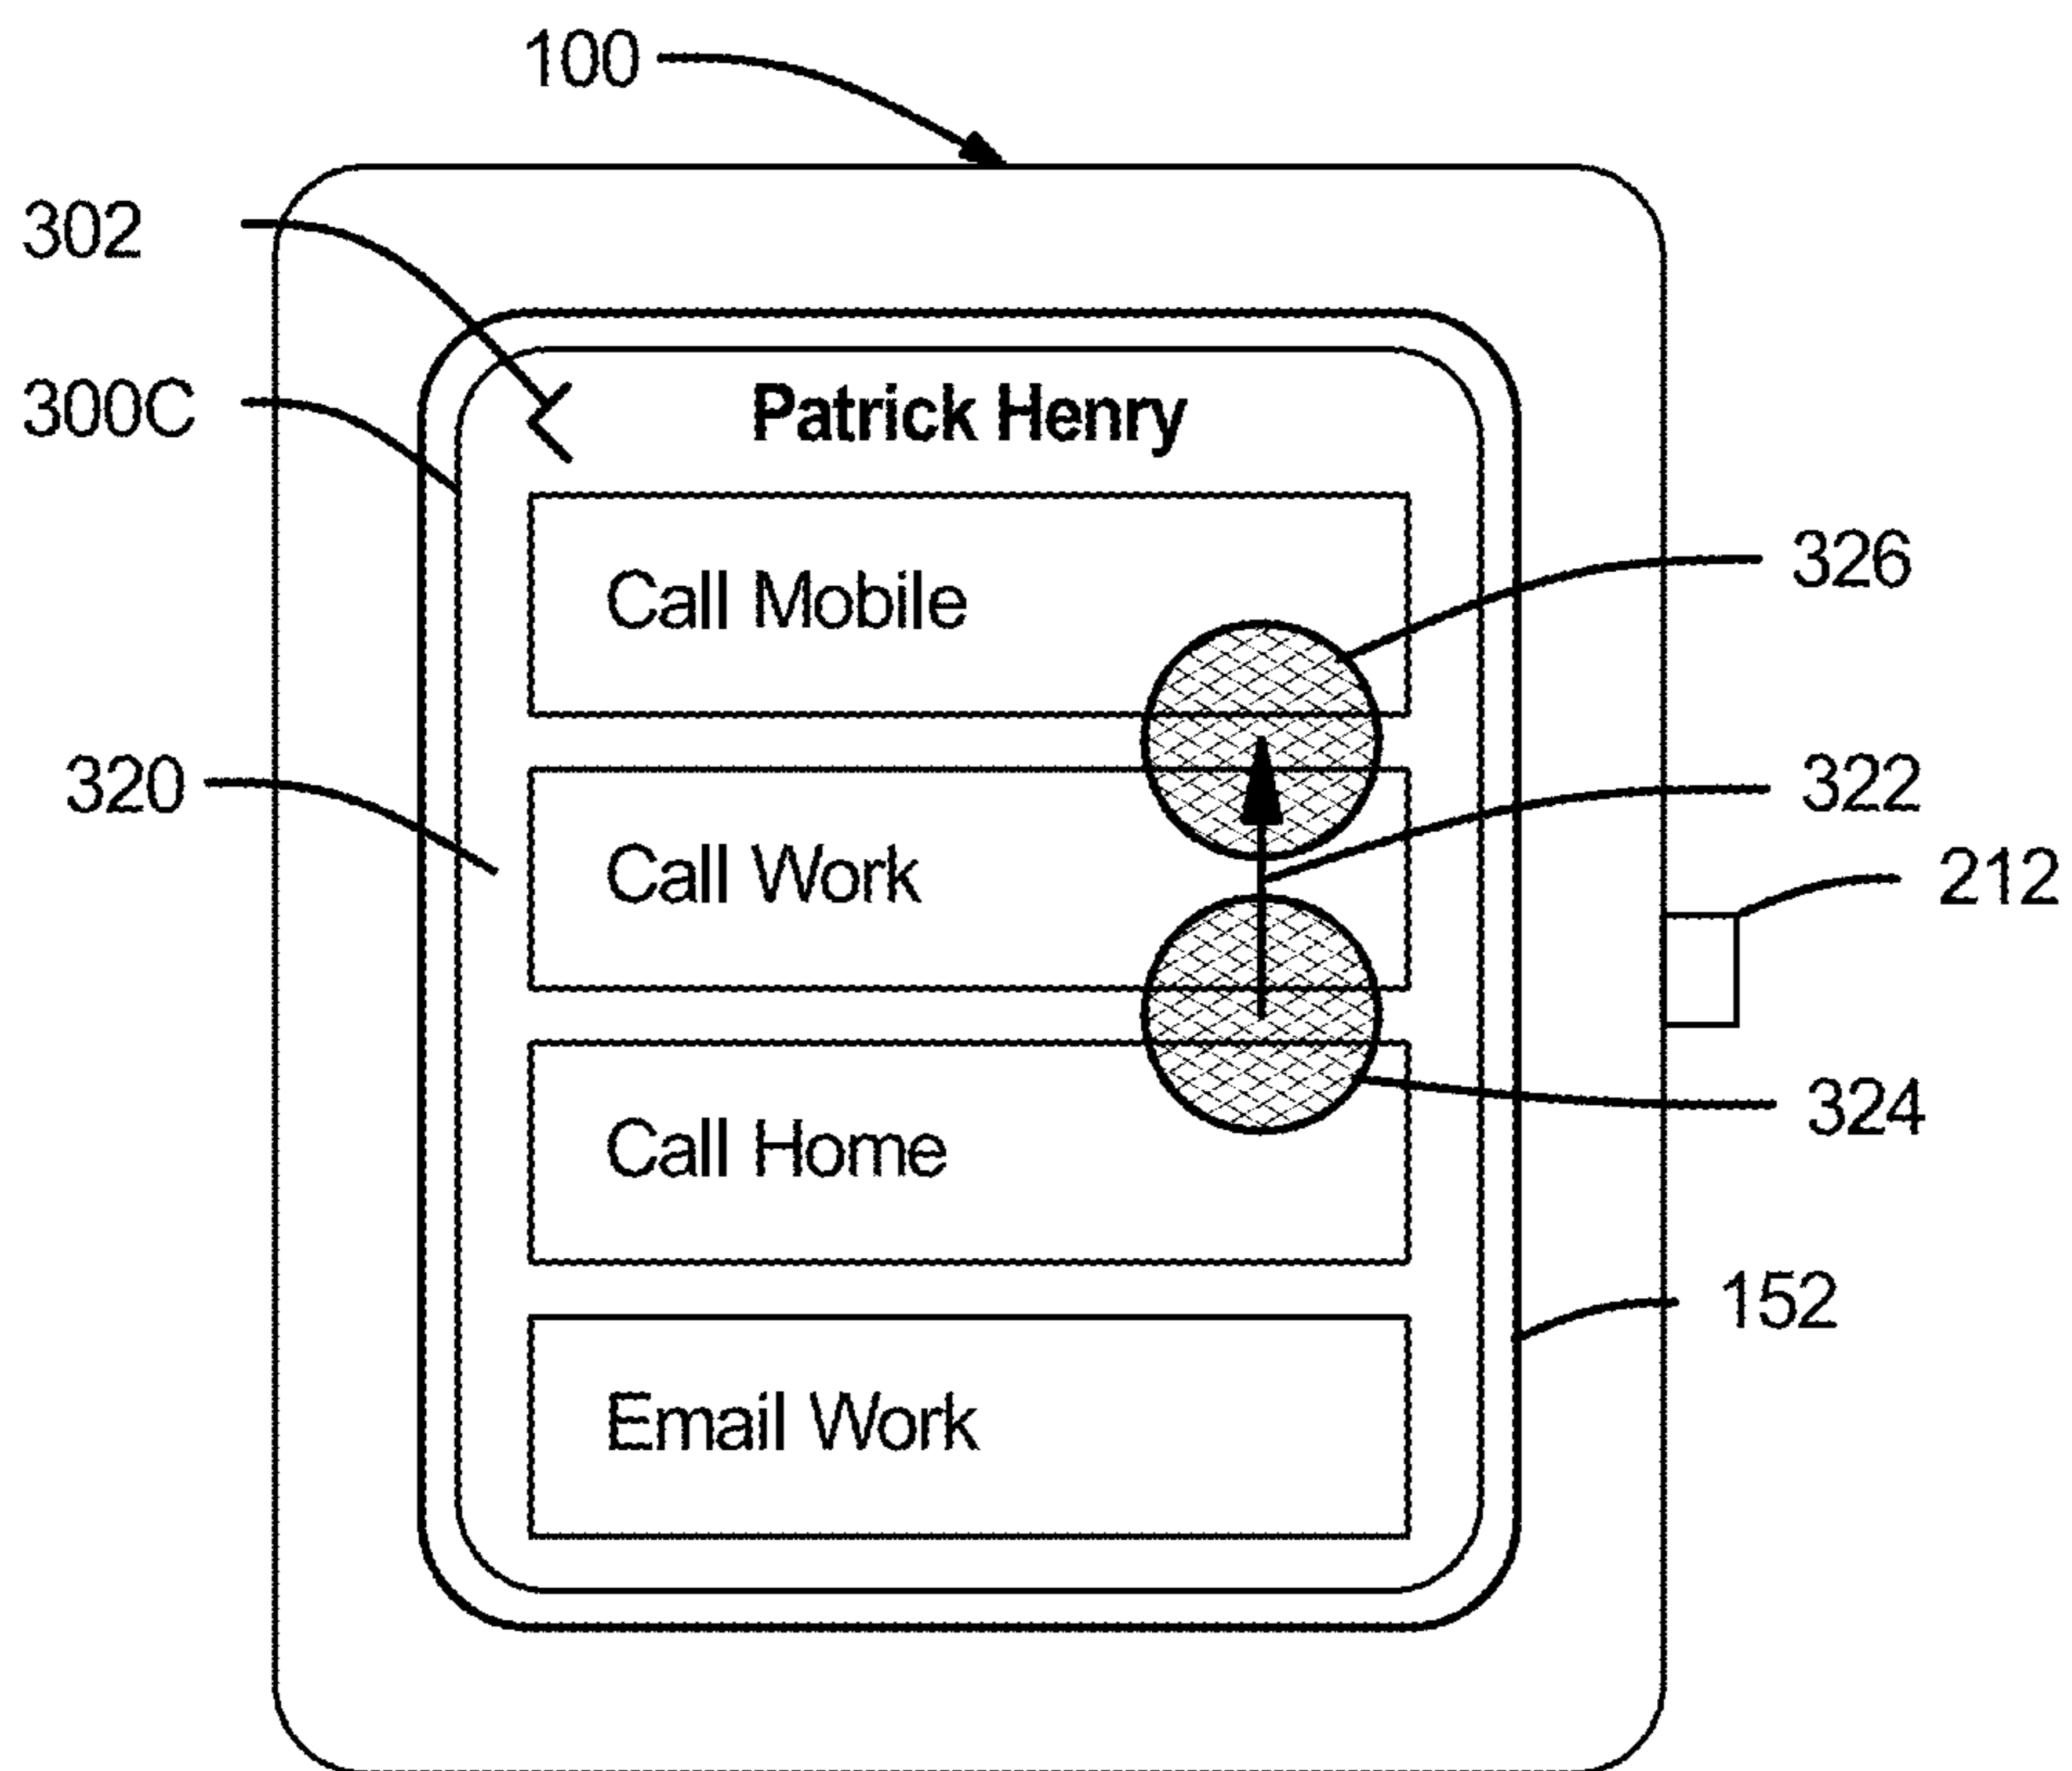 100
302
300C
Patrick Henry
Call Mobile
326
320
322
Call Work
212
324
Call Home
152
Email Work